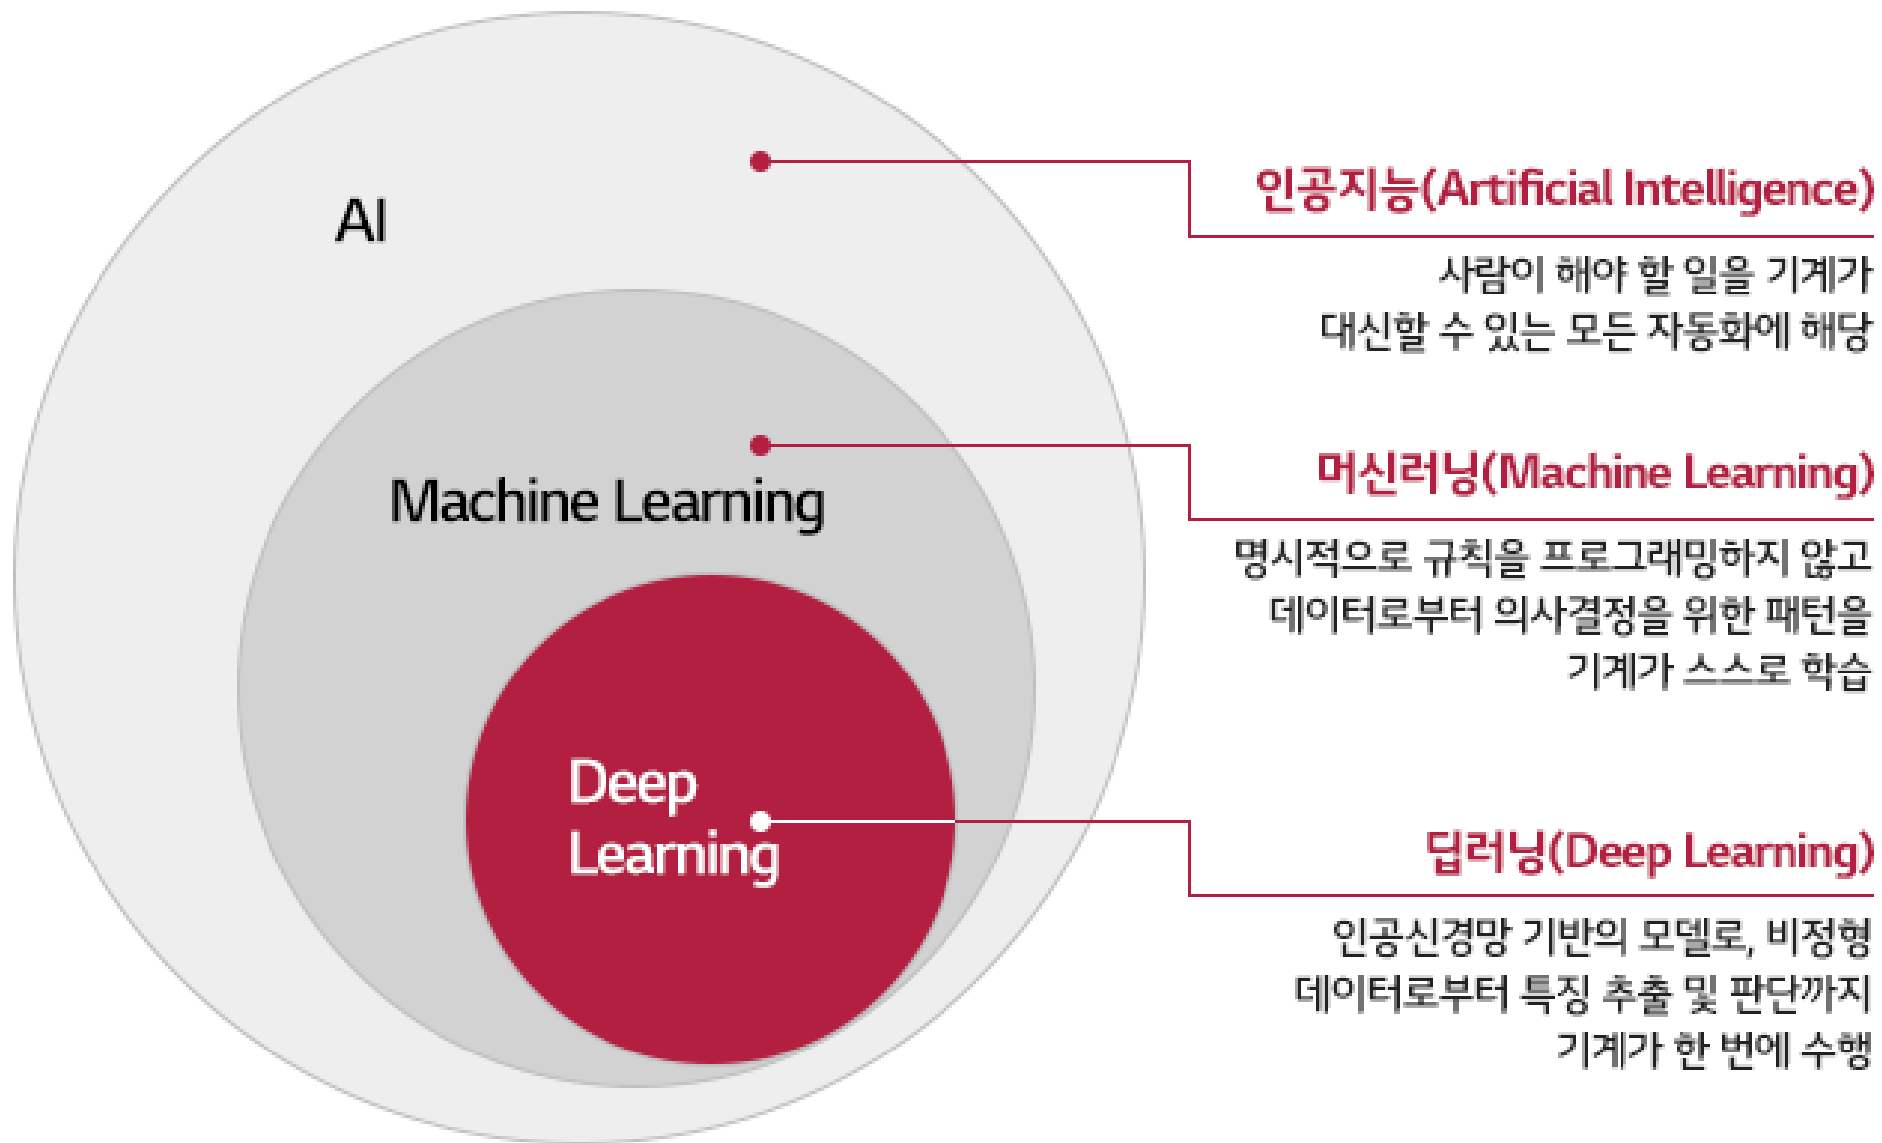 AI
Machine Learning
Deep
Learning
인공지능(Artificial Intelligence)
사람이 해야 할 일을 기계가
대신할 수 있는 모든 자동화에 해당
머신러닝(Machine Learning)
명시적으로 규칙을 프로그래밍하지 않고
데이터로부터 의사결정을 위한 패턴을
기계가 스스로 학습
딥러닝(Deep Learning)
인공신경망 기반의 모델로, 비정형
데이터로부터 특징 추출 및 판단까지
기계가 한 번에 수행